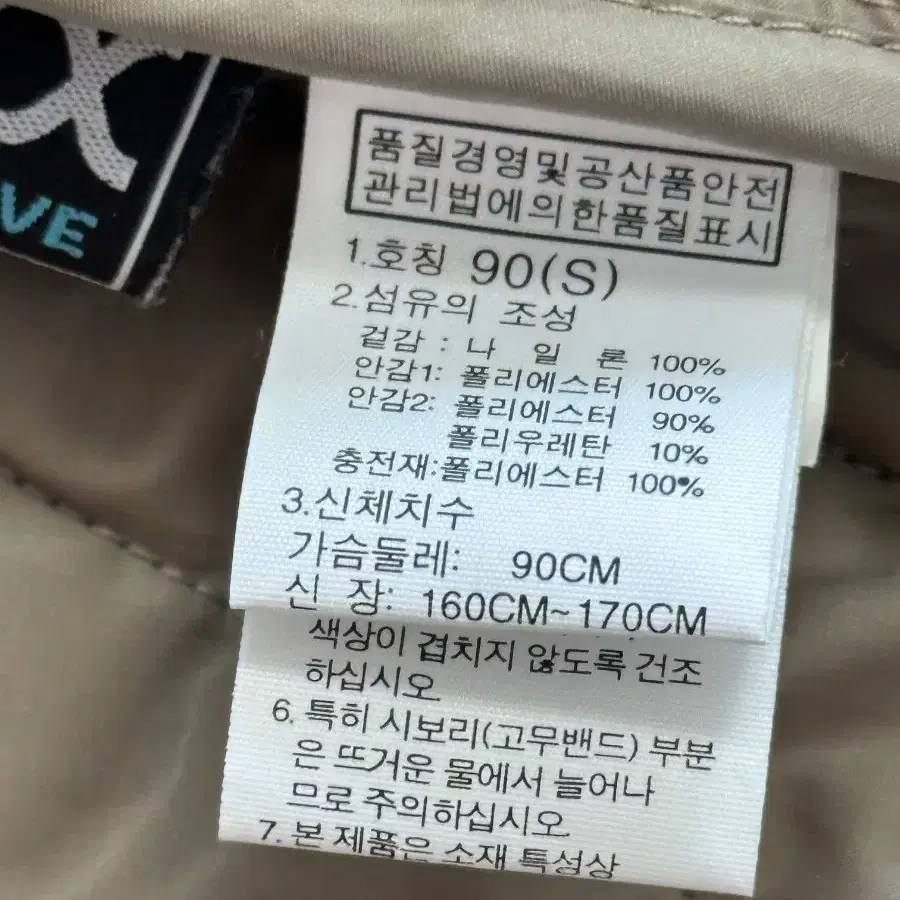 VE
품질경영및공산품안전
관리법에의한품질표시
1.호칭 90(S)
2.섬유의 조성
겉감 : 나 일 론 100%
안감1: 폴리에스터 100%
안감2: 폴리에스터 90%
폴리우레탄 10%
충전재:폴리에스터 100%
3.신체치수
가슴둘레: 90CM
신 장: 160CM~170CM
색상이 겹치지 않도록 건조
하십시오
6. 특히 시보리(고무밴드) 부분
은 뜨거운 물에서 늘어나
므로 주의하십시오
7. 본 제품은 소재 특성상